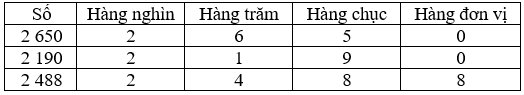 Số Hàng nghìn Hàng trăm Hàng chục Hàng đơn vị
2 650 2 6 5 0
2 190 2 1 9 0
2 488 2 4 8 8